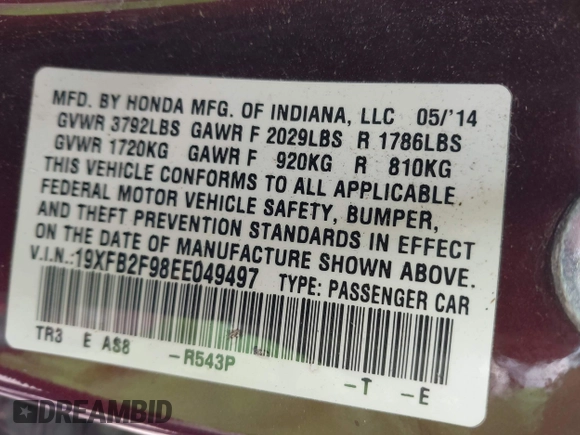 MFD. BY HONDA MFG. OF INDIANA, LLC 05/'14
GVWR 3792LBS GAWR F 2029LBS R 1786LBS
GVWR 1720KG GAWR F 920KG R 810KG
THIS VEHICLE CONFORMS TO ALL APPLICABLE
FEDERAL MOTOR VEHICLE SAFETY, BUMPER,
AND THEFT PREVENTION STANDARDS IN EFFECT
ON THE DATE OF MANUFACTURE SHOWN ABOVE.
V.I.N.:19XFB2F98EE049497 TYPE: PASSENGER CAR
TR3 E AS8 -R543P -T -E
DREAMBID